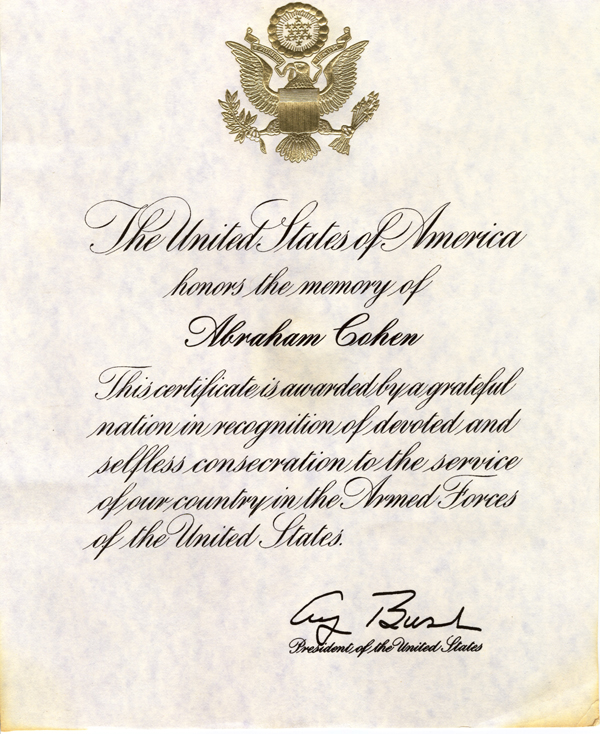 The United States of America
honors the memory of
Abraham Cohen
This certificate is awarded by a grateful
nation in recognition of devoted and
selfless consecration to the service
of our country in the Armed Forces
of the United States.
Bush
President of the United States